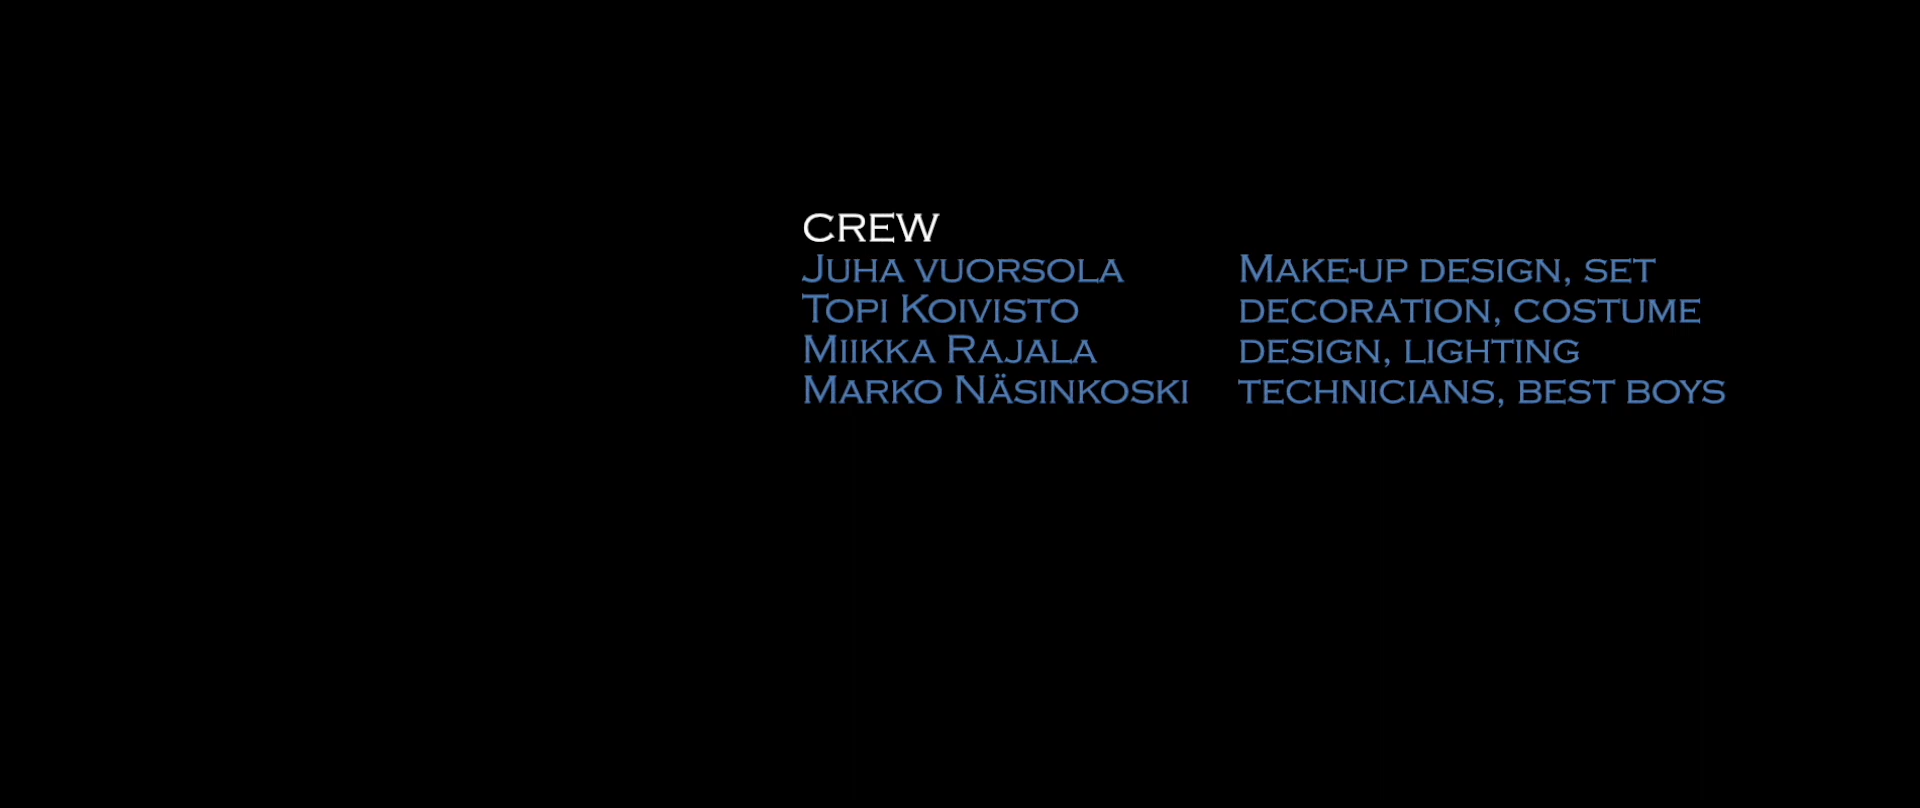 CREW
JUHA VUORSOLA
TOPI KOIVISTO
MIIKKA RAJALA
MARKO NÄSINKOSKI
MAKE-UP DESIGN, SET
DECORATION, COSTUME
DESIGN, LIGHTING
TECHNICIANS, BEST BOYS